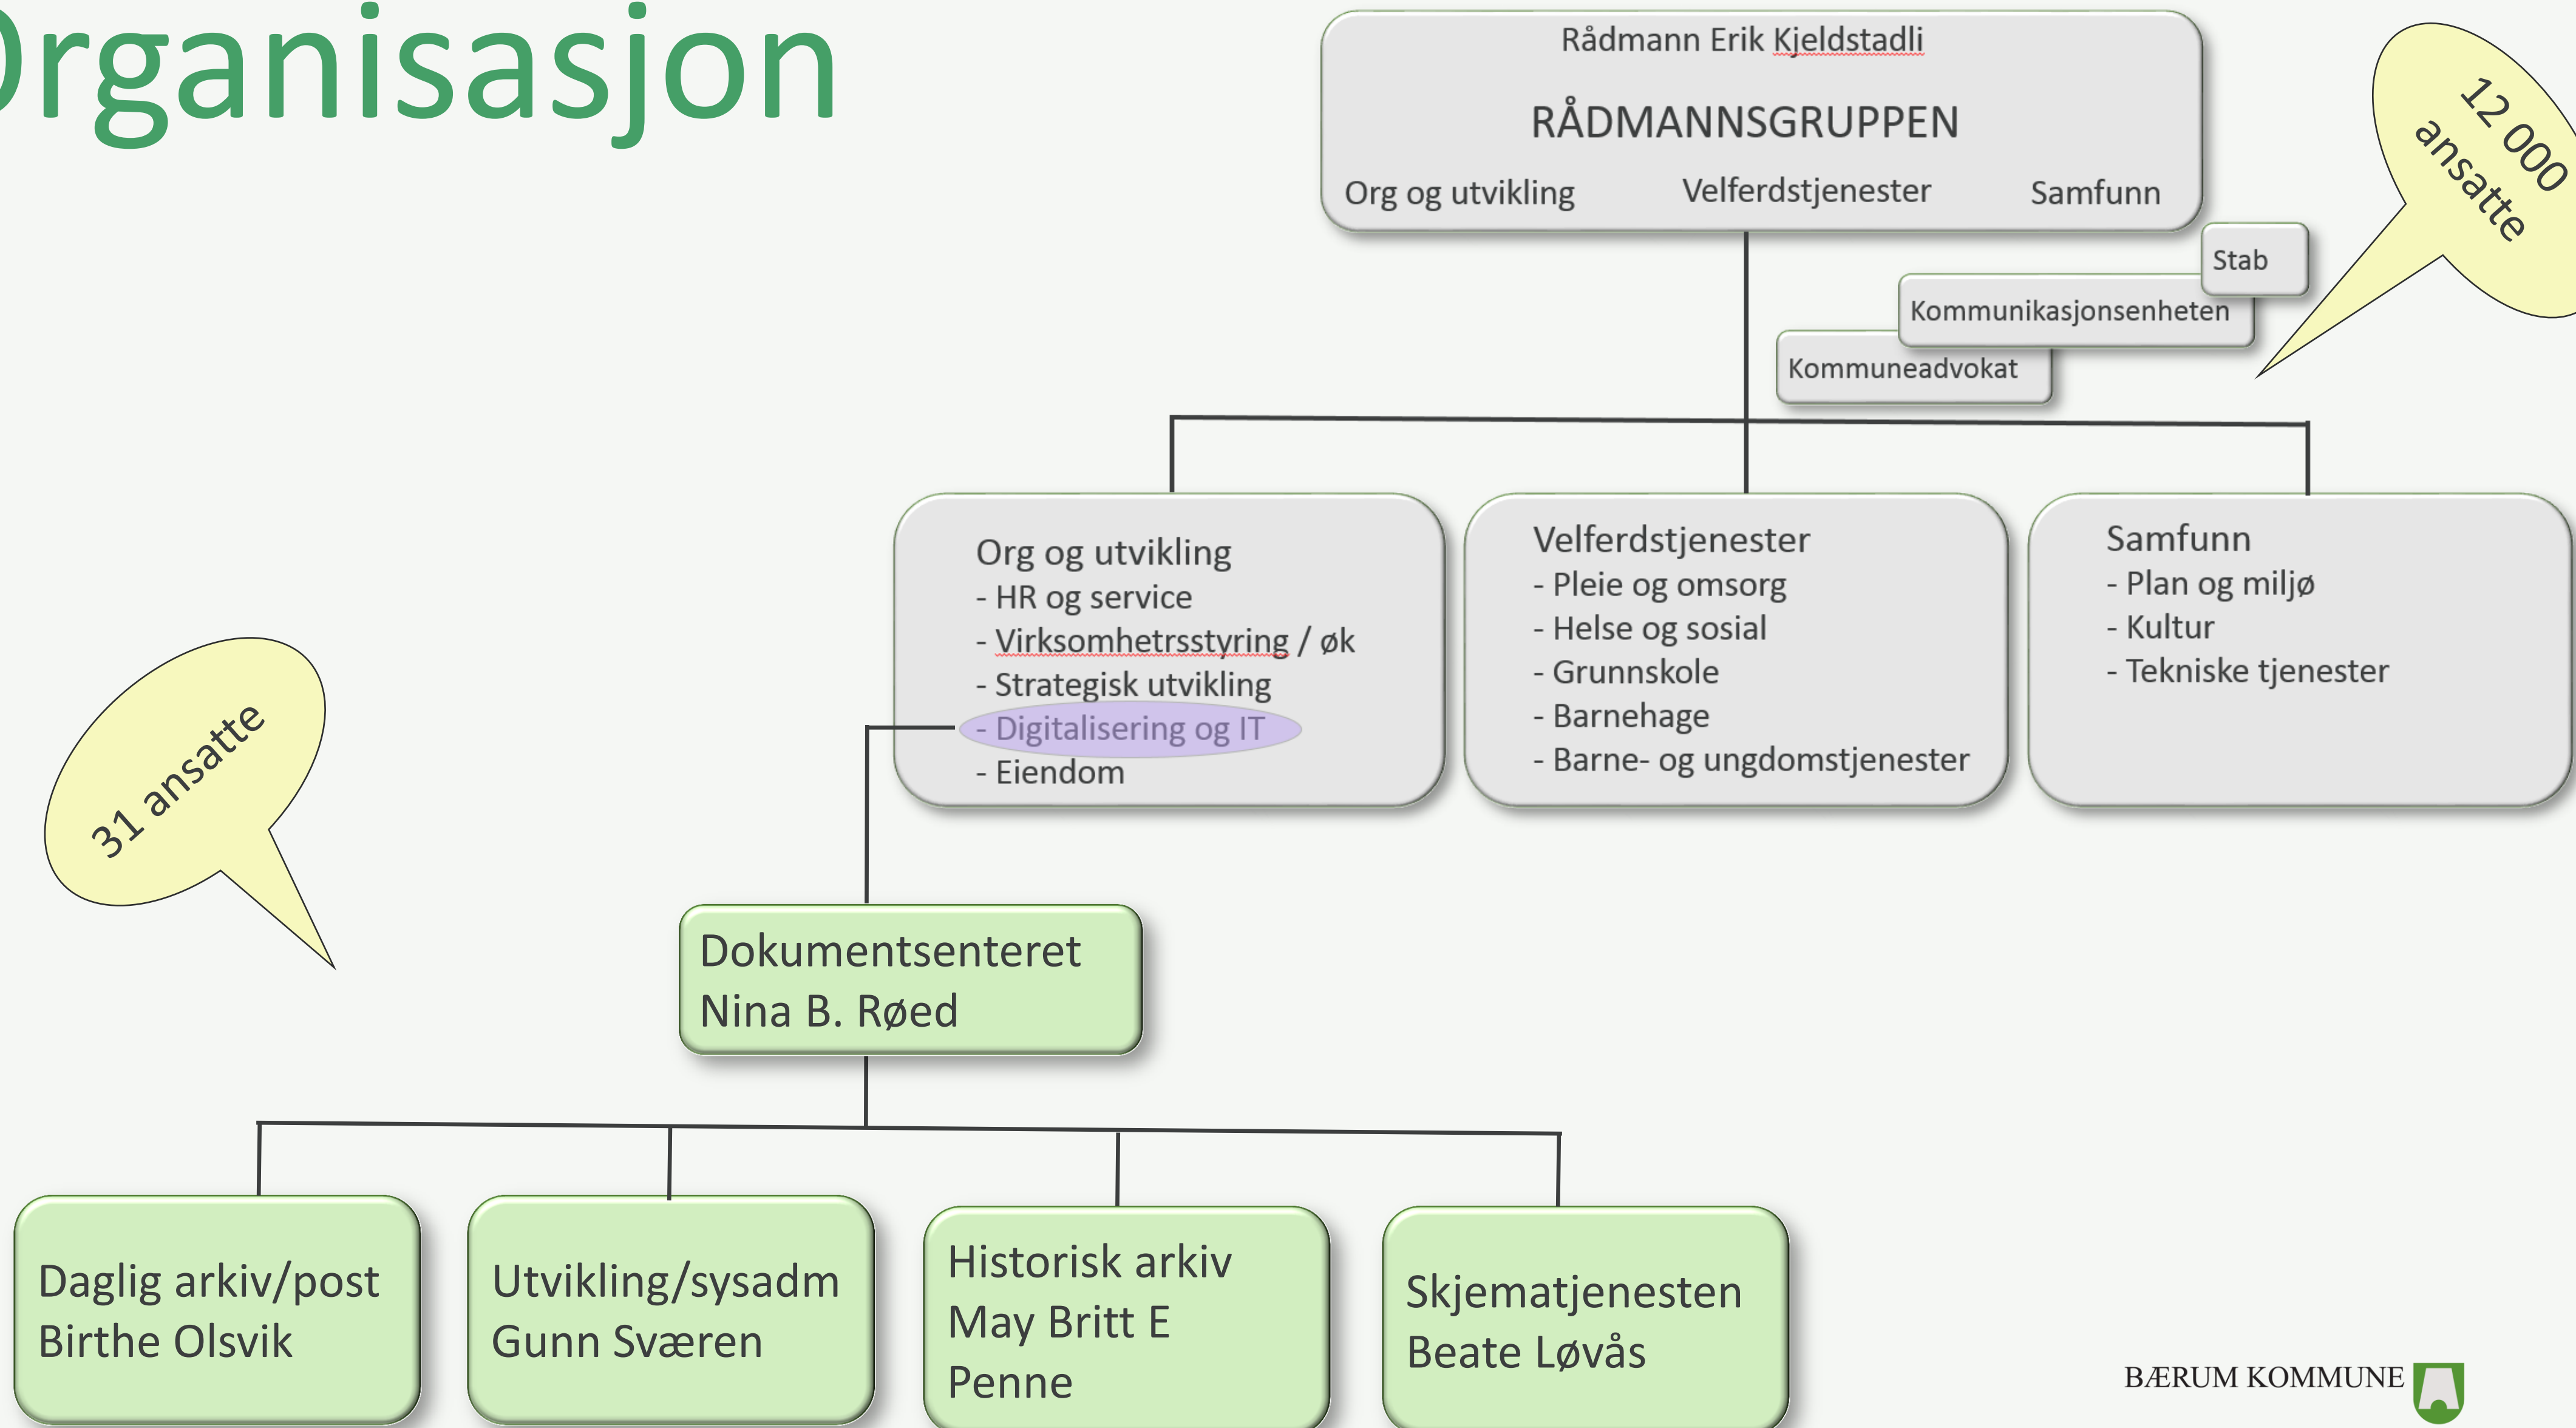 Organisasjon
Rådmann Erik Kjeldstadli
RÅDMANNSGRUPPEN
Org og utvikling
Velferdstjenester
Samfunn
12 000
ansatte
Stab
Kommunikasjonsenheten
Kommuneadvokat
Org og utvikling
- HR og service
- Virksomhetrsstyring / øk
- Strategisk utvikling
- Digitalisering og IT
- Eiendom
Velferdstjenester
- Pleie og omsorg
- Helse og sosial
- Grunnskole
- Barnehage
- Barne- og ungdomstjenester
Samfunn
- Plan og miljø
- Kultur
- Tekniske tjenester
31 ansatte
Dokumentsenteret
Nina B. Røed
Daglig arkiv/post
Birthe Olsvik
Utvikling/sysadm
Gunn Sværen
Historisk arkiv
May Britt E
Penne
Skjematjenesten
Beate Løvås
BÆRUM KOMMUNE